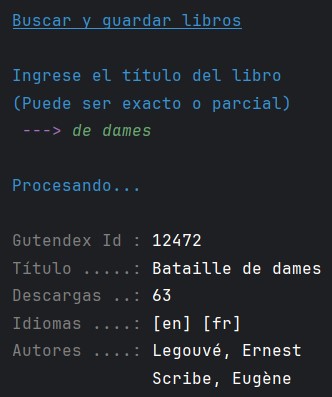 Buscar y guardar libros
Ingrese el título del libro
(Puede ser exacto o parcial)
---> de dames
Procesando...
Gutendex Id : 12472
Título .....: Bataille de dames
Descargas ..: 63
Idiomas ....: [en] [fr]
Autores ....: Legouvé, Ernest
Scribe, Eugène